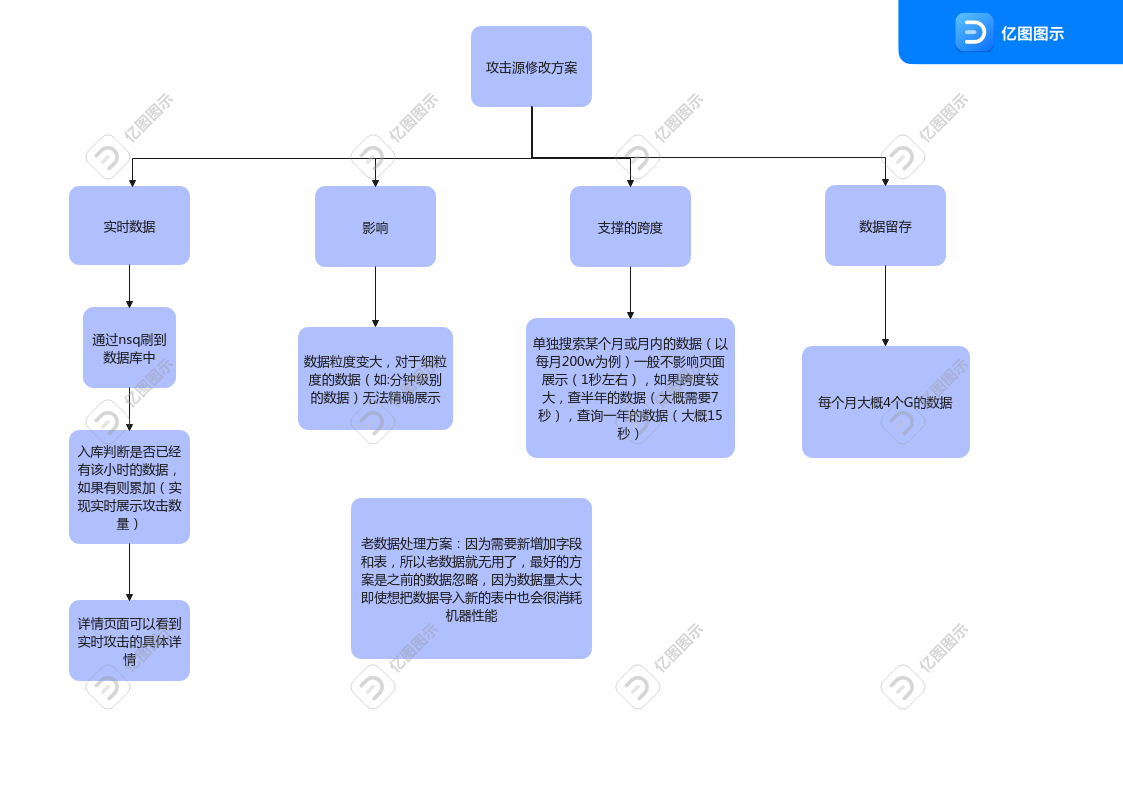 亿图图示
攻击源修改方案
实时数据
影响
支撑的跨度
数据留存
通过nsq刷到
数据库中
数据粒度变大，对于细粒
度的数据（如:分钟级别
的数据）无法精确展示
单独搜索某个月或月内的数据（以
每月200w为例）一般不影响页面
展示（1秒左右），如果跨度较
大，查半年的数据（大概需要7
秒），查询一年的数据（大概15
秒）
每个月大概4个G的数据
入库判断是否已经
有该小时的数据，
如果有则累加（实
现实时展示攻击数
量）
老数据处理方案：因为需要新增加字段
和表，所以老数据就无用了，最好的方
案是之前的数据忽略，因为数据量太大
即使想把数据导入新的表中也会很消耗
机器性能
详情页面可以看到
实时攻击的具体详
情
亿图图示
亿图图示
亿图图示
亿图图示
亿图图示
亿图图示
亿图图示
亿图图示
亿图图示
亿图图示
亿图图示
亿图图示